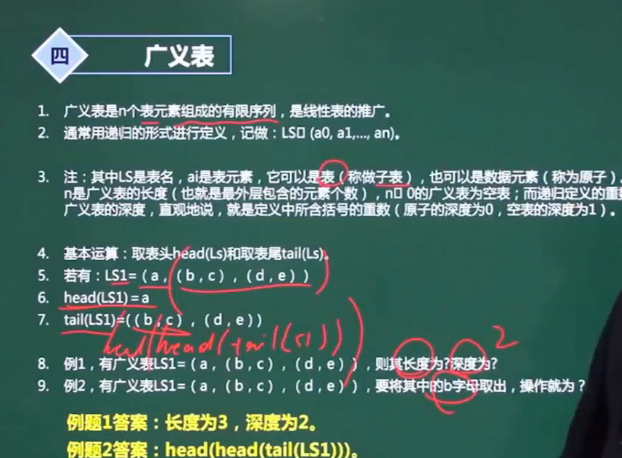 四 广义表
1. 广义表是n个表元素组成的有限序列，是线性表的推广。
2. 通常用递归的形式进行定义，记做：LS□ (a0, a1,..., an)。
3. 注：其中LS是表名，ai是表元素，它可以是表（称做子表），也可以是数据元素（称为原子）。
n是广义表的长度（也就是最外层包含的元素个数），n□ 0的广义表为空表；而递归定义的重数
广义表的深度，直观地说，就是定义中所含括号的重数（原子的深度为0，空表的深度为1）。
4. 基本运算：取表头head(Ls)和取表尾tail(Ls)。
5. 若有：LS1=（a，（b，c），（d，e））
6. head(LS1)=a
7. tail(LS1)=((b，c)，（d，e））
head(head(tail(LS1)))
2
8. 例1，有广义表LS1=（a，（b，c），（d，e）），则其长度为?深度为?
9. 例2，有广义表LS1=（a，（b，c），（d，e）），要将其中的b字母取出，操作就为？
例题1答案：长度为3，深度为2。
例题2答案：head(head(tail(LS1)))。